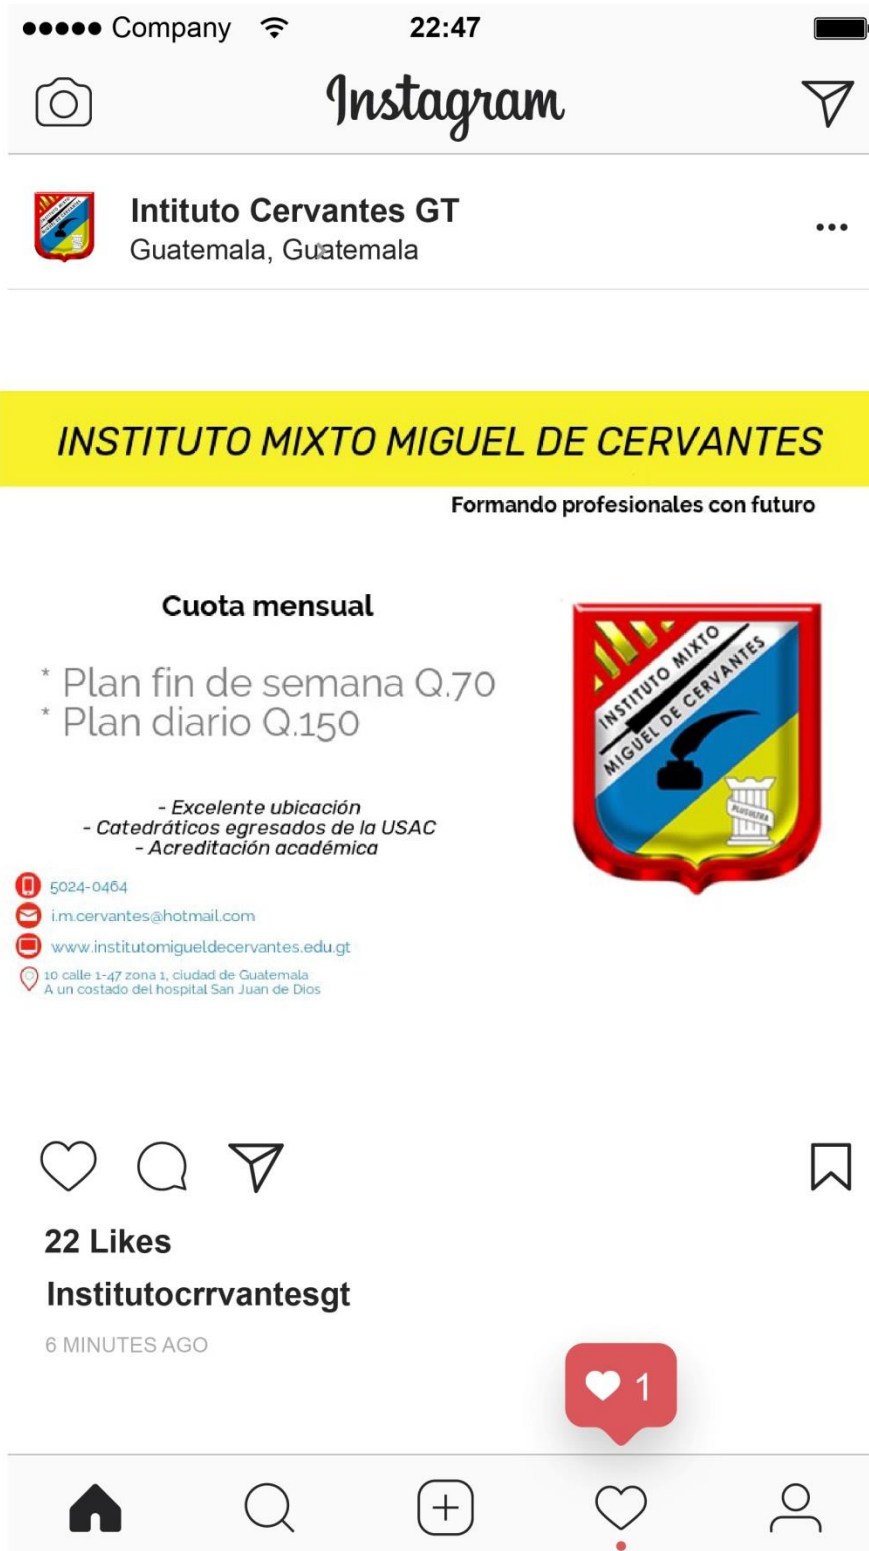 Company
22:47
Instagram
Intituto Cervantes GT
Guatemala, Guatemala
INSTITUTO MIXTO MIGUEL DE CERVANTES
Formando profesionales con futuro
Cuota mensual
* Plan fin de semana Q.70
* Plan diario Q.150
INSTITUTO MIXTO
MIGUEL DE CERVANTES
PLUSULTRA
- Excelente ubicación
- Catedráticos egresados de la USAC
- Acreditación académica
5024-0464
i.m.cervantes@hotmail.com
www.institutomigueldecervantes.edu.gt
10 calle 1-47 zona 1, ciudad de Guatemala
A un costado del hospital San Juan de Dios
22 Likes
Institutocrrvantesgt
6 MINUTES AGO
1